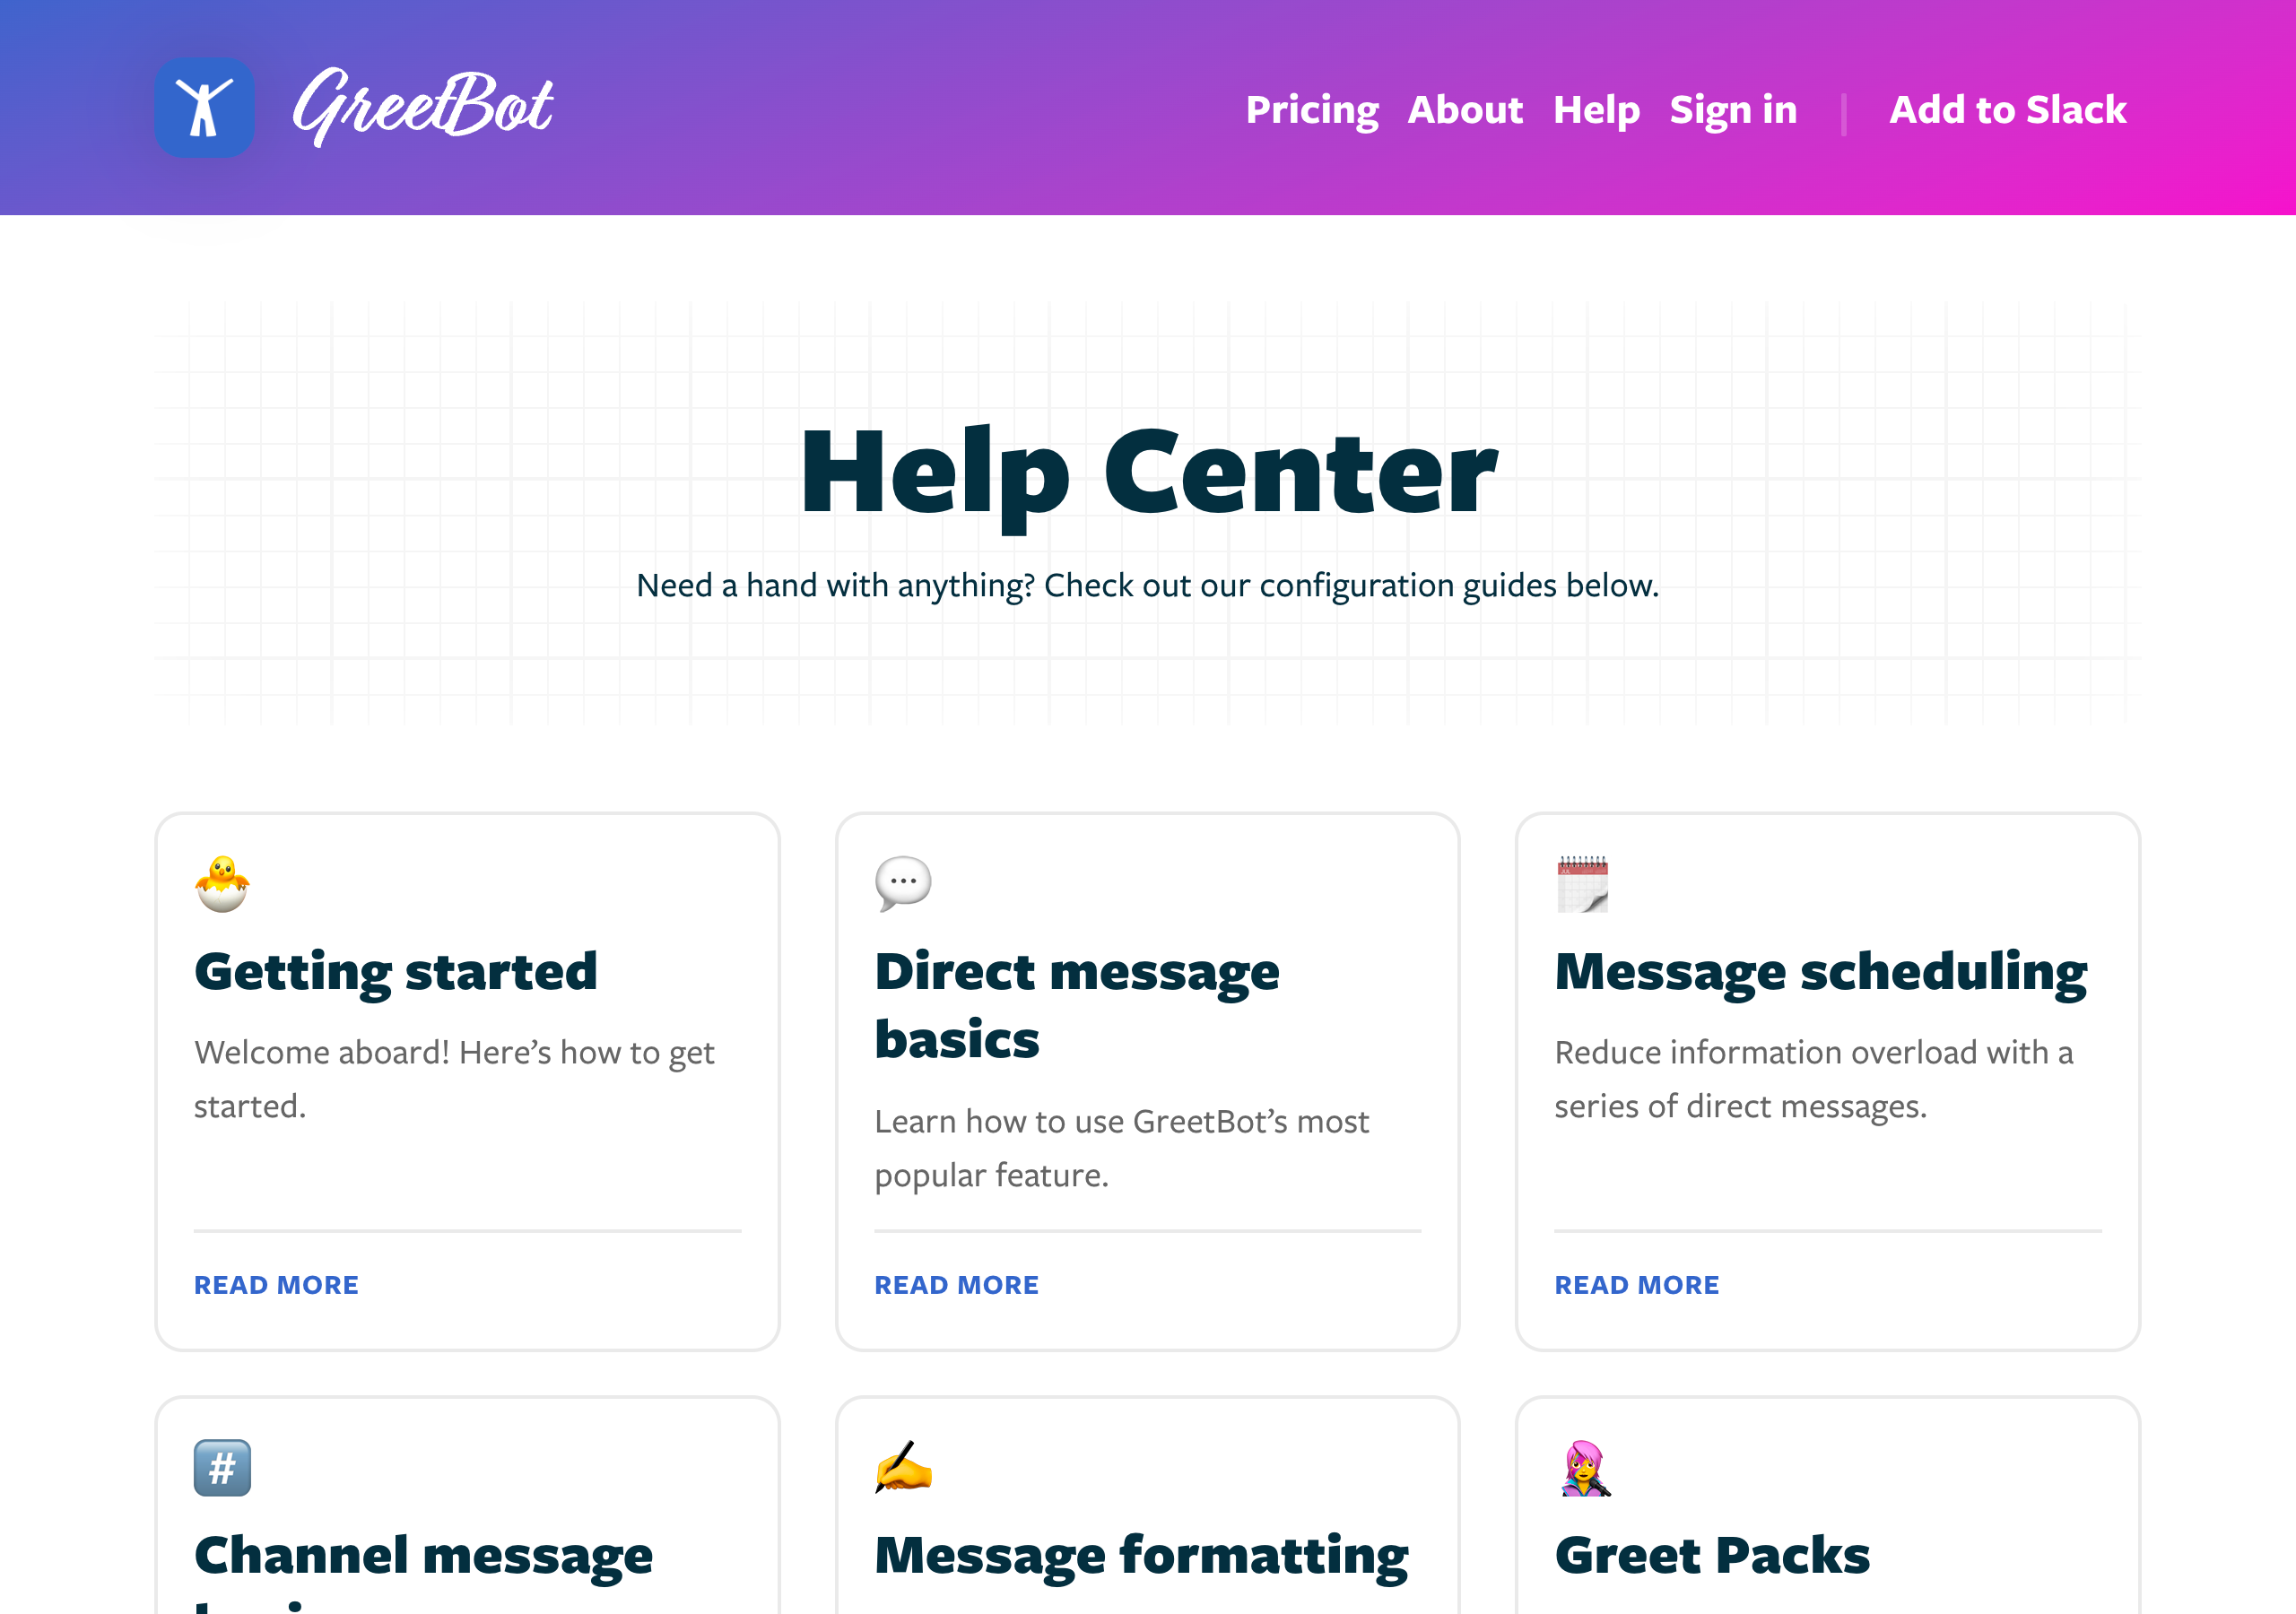 GreetBot
Pricing About Help Sign in | Add to Slack
Help Center
Need a hand with anything? Check out our configuration guides below.
Getting started
Welcome aboard! Here’s how to get
started.
READ MORE
Direct message
basics
Learn how to use GreetBot’s most
popular feature.
READ MORE
JUL
Message scheduling
Reduce information overload with a
series of direct messages.
READ MORE
#
Channel message
Message formatting
Greet Packs